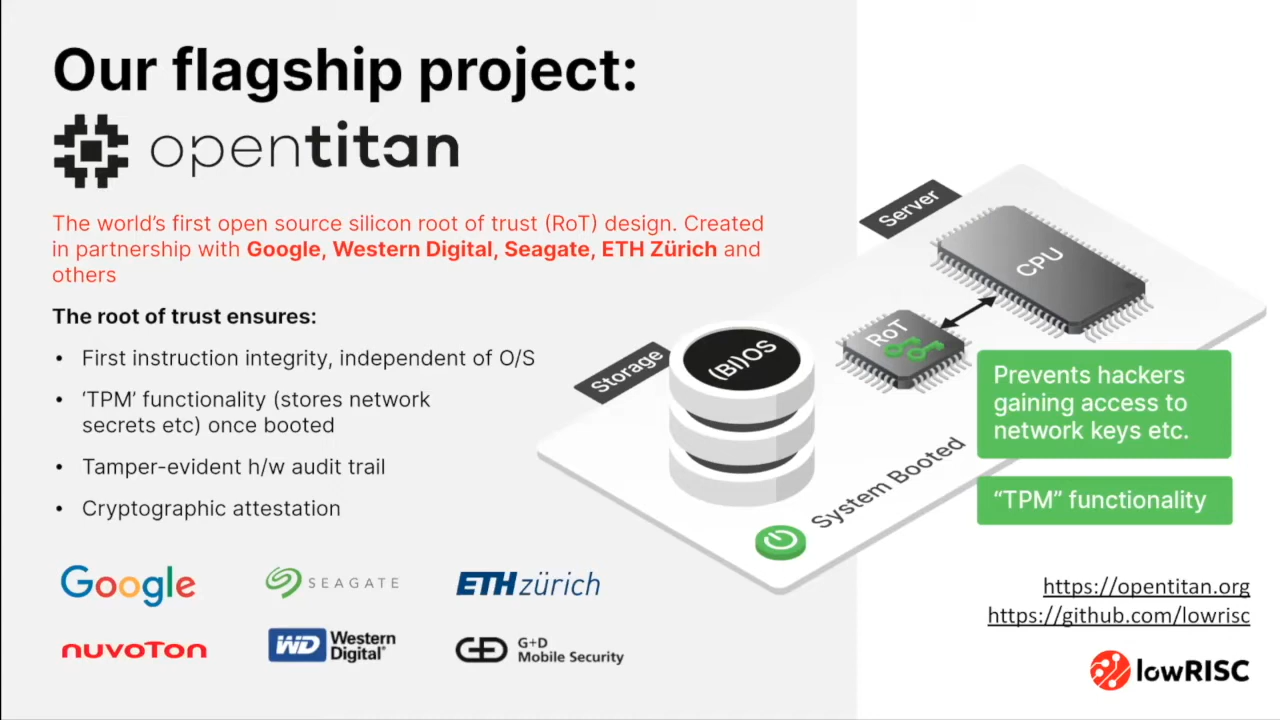 Our flagship project:
opentitan
The world's first open source silicon root of trust (RoT) design. Created
in partnership with Google, Western Digital, Seagate, ETH Zürich and
others
The root of trust ensures:
• First instruction integrity, independent of O/S
• ‘TPM’ functionality (stores network
secrets etc) once booted
• Tamper-evident h/w audit trail
• Cryptographic attestation
Google
SEAGATE
ETH zürich
nuvoTon
WD Western
Digital®
G+D
Mobile Security
Server
CPU
RoT
Storage
(BI)OS
System Booted
Prevents hackers
gaining access to
network keys etc.
“TPM” functionality
https://opentitan.org
https://github.com/lowrisc
lowRISC